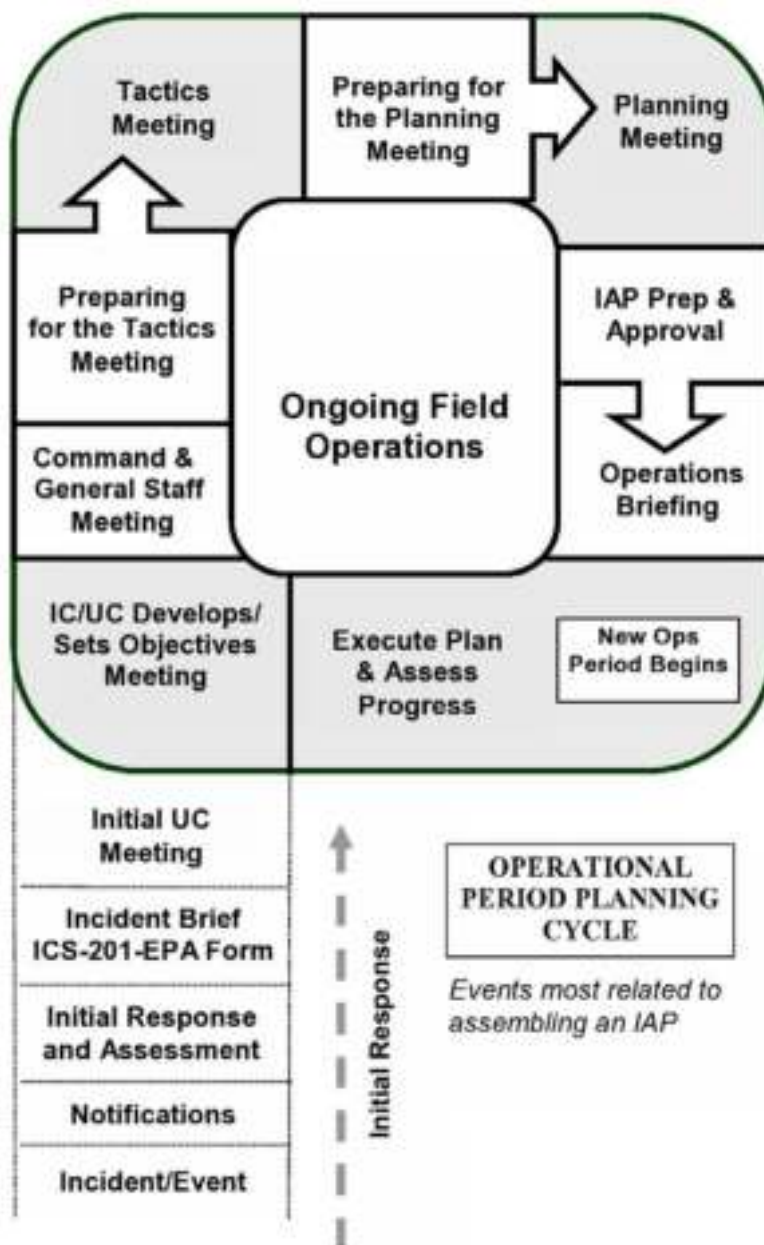 Tactics
Meeting
Preparing for
the Planning
Meeting
Planning
Meeting
Preparing
for the Tactics
Meeting
IAP Prep &
Approval
Ongoing Field
Operations
Command &
General Staff
Meeting
Operations
Briefing
IC/UC Develops/
Sets Objectives
Meeting
Execute Plan
& Assess
Progress
New Ops
Period Begins
Initial UC
Meeting
Incident Brief
ICS-201-EPA Form
Initial Response
and Assessment
Notifications
Incident/Event
Initial Response
OPERATIONAL
PERIOD PLANNING
CYCLE
Events most related to
assembling an IAP